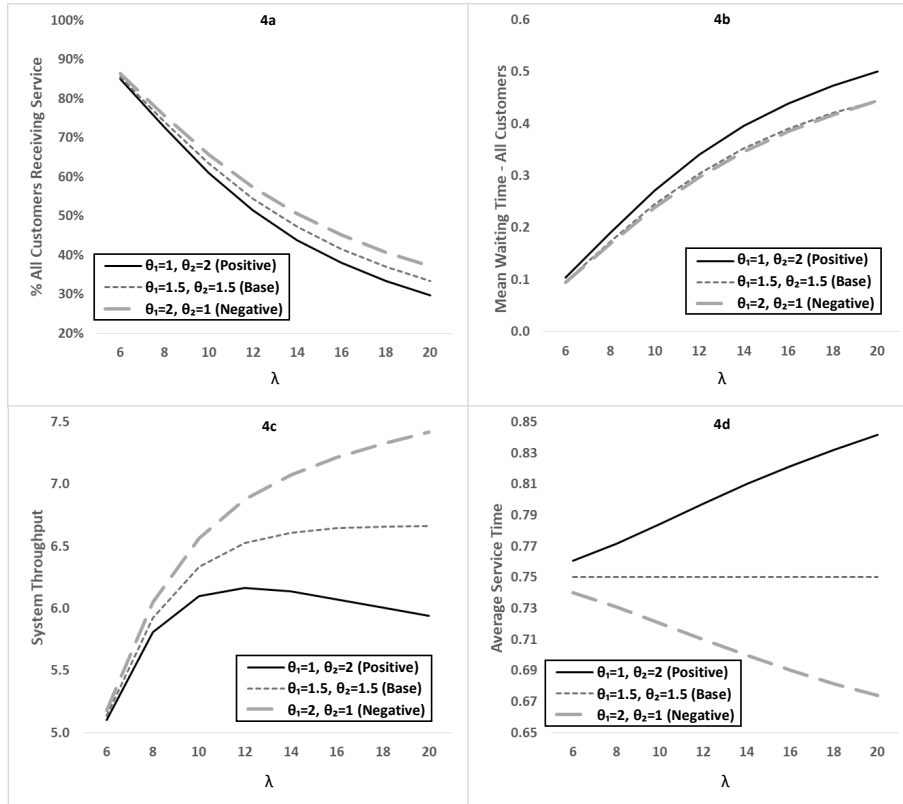 4a
% All Customers Receiving Service
100%
90%
80%
70%
60%
50%
40%
30%
20%
θ₁=1, θ₂=2 (Positive)
θ₁=1.5, θ₂=1.5 (Base)
θ₁=2, θ₂=1 (Negative)
6 8 10 12 14 16 18 20
λ
4b
Mean Waiting Time - All Customers
0.6
0.5
0.4
0.3
0.2
0.1
0.0
θ₁=1, θ₂=2 (Positive)
θ₁=1.5, θ₂=1.5 (Base)
θ₁=2, θ₂=1 (Negative)
6 8 10 12 14 16 18 20
λ
4c
System Throughput
7.5
7.0
6.5
6.0
5.5
5.0
θ₁=1, θ₂=2 (Positive)
θ₁=1.5, θ₂=1.5 (Base)
θ₁=2, θ₂=1 (Negative)
6 8 10 12 14 16 18 20
λ
4d
Average Service Time
0.85
0.83
0.81
0.79
0.77
0.75
0.73
0.71
0.69
0.67
0.65
θ₁=1, θ₂=2 (Positive)
θ₁=1.5, θ₂=1.5 (Base)
θ₁=2, θ₂=1 (Negative)
6 8 10 12 14 16 18 20
λ